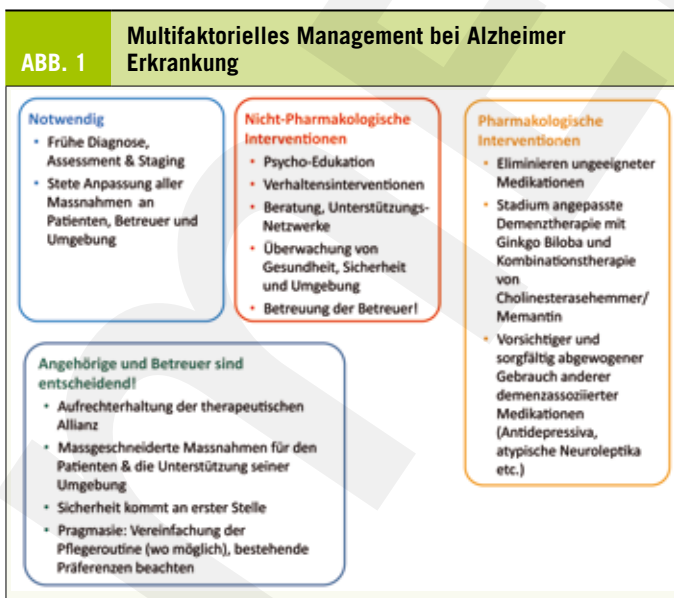 ABB. 1
Multifaktorielles Management bei Alzheimer
Erkrankung
Notwendig
• Frühe Diagnose,
Assessment & Staging
• Stete Anpassung aller
Massnahmen an
Patienten, Betreuer und
Umgebung
Nicht-Pharmakologische
Interventionen
• Psycho-Edukation
• Verhaltensinterventionen
• Beratung, Unterstützungs-
Netzwerke
• Überwachung von
Gesundheit, Sicherheit
und Umgebung
• Betreuung der Betreuer!
Pharmakologische
Interventionen
• Eliminieren ungeeigneter
Medikationen
• Stadium angepasste
Demenztherapie mit
Ginkgo Biloba und
Kombinationstherapie
von
Cholinesterasehemmer/
Memantin
• Vorsichtiger und
sorgfältig abgewogener
Gebrauch anderer
demenzassoziierter
Medikationen
(Antidepressiva,
atypische Neuroleptika
etc.)
Angehörige und Betreuer sind
entscheidend!
• Aufrechterhaltung der therapeutischen
Allianz
• Massgeschneiderte Massnahmen für den
Patienten & die Unterstützung seiner
Umgebung
• Sicherheit kommt an erster Stelle
• Pragmasie: Vereinfachung der
Pflegeroutine (wo möglich), bestehende
Präferenzen beachten